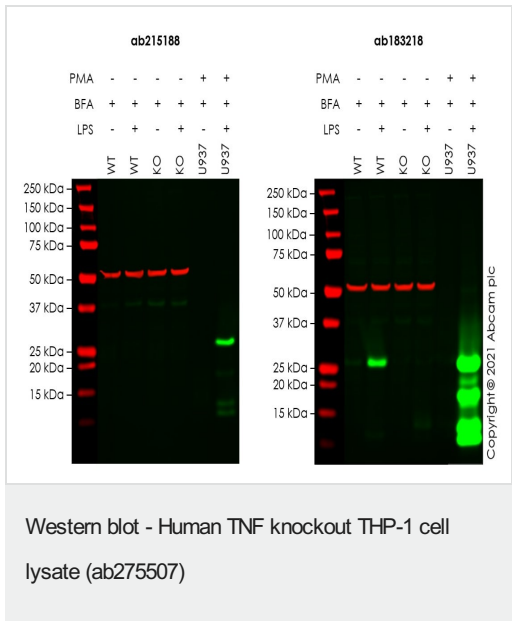 ab215188
PMA - - - - + +
BFA + + + + + +
LPS - + - + - +
WT WT KO KO U937 U937
250 kDa
150 kDa
100 kDa
75 kDa
50 kDa
37 kDa
25 kDa
20 kDa
15 kDa
ab183218
PMA - - - - + +
BFA + + + + + +
LPS - + - + - +
WT WT KO KO U937 U937
250 kDa
150 kDa
100 kDa
75 kDa
50 kDa
37 kDa
25 kDa
20 kDa
15 kDa
Copyright © 2021 Abcam plc
Western blot - Human TNF knockout THP-1 cell
lysate (ab275507)